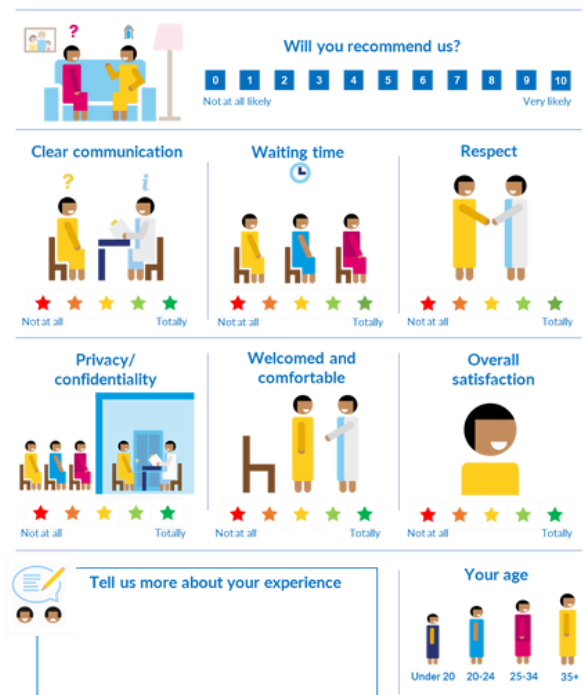 Will you recommend us?
0 1 2 3 4 5 6 7 8 9 10
Not at all likely Very likely
Clear communication
Waiting time
Respect
? i
Not at all Totally
Not at all Totally
Not at all Totally
Privacy/
confidentiality
Welcomed and
comfortable
Overall
satisfaction
Not at all Totally
Not at all Totally
Not at all Totally
Tell us more about your experience
Your age
Under 20 20-24 25-34 35+